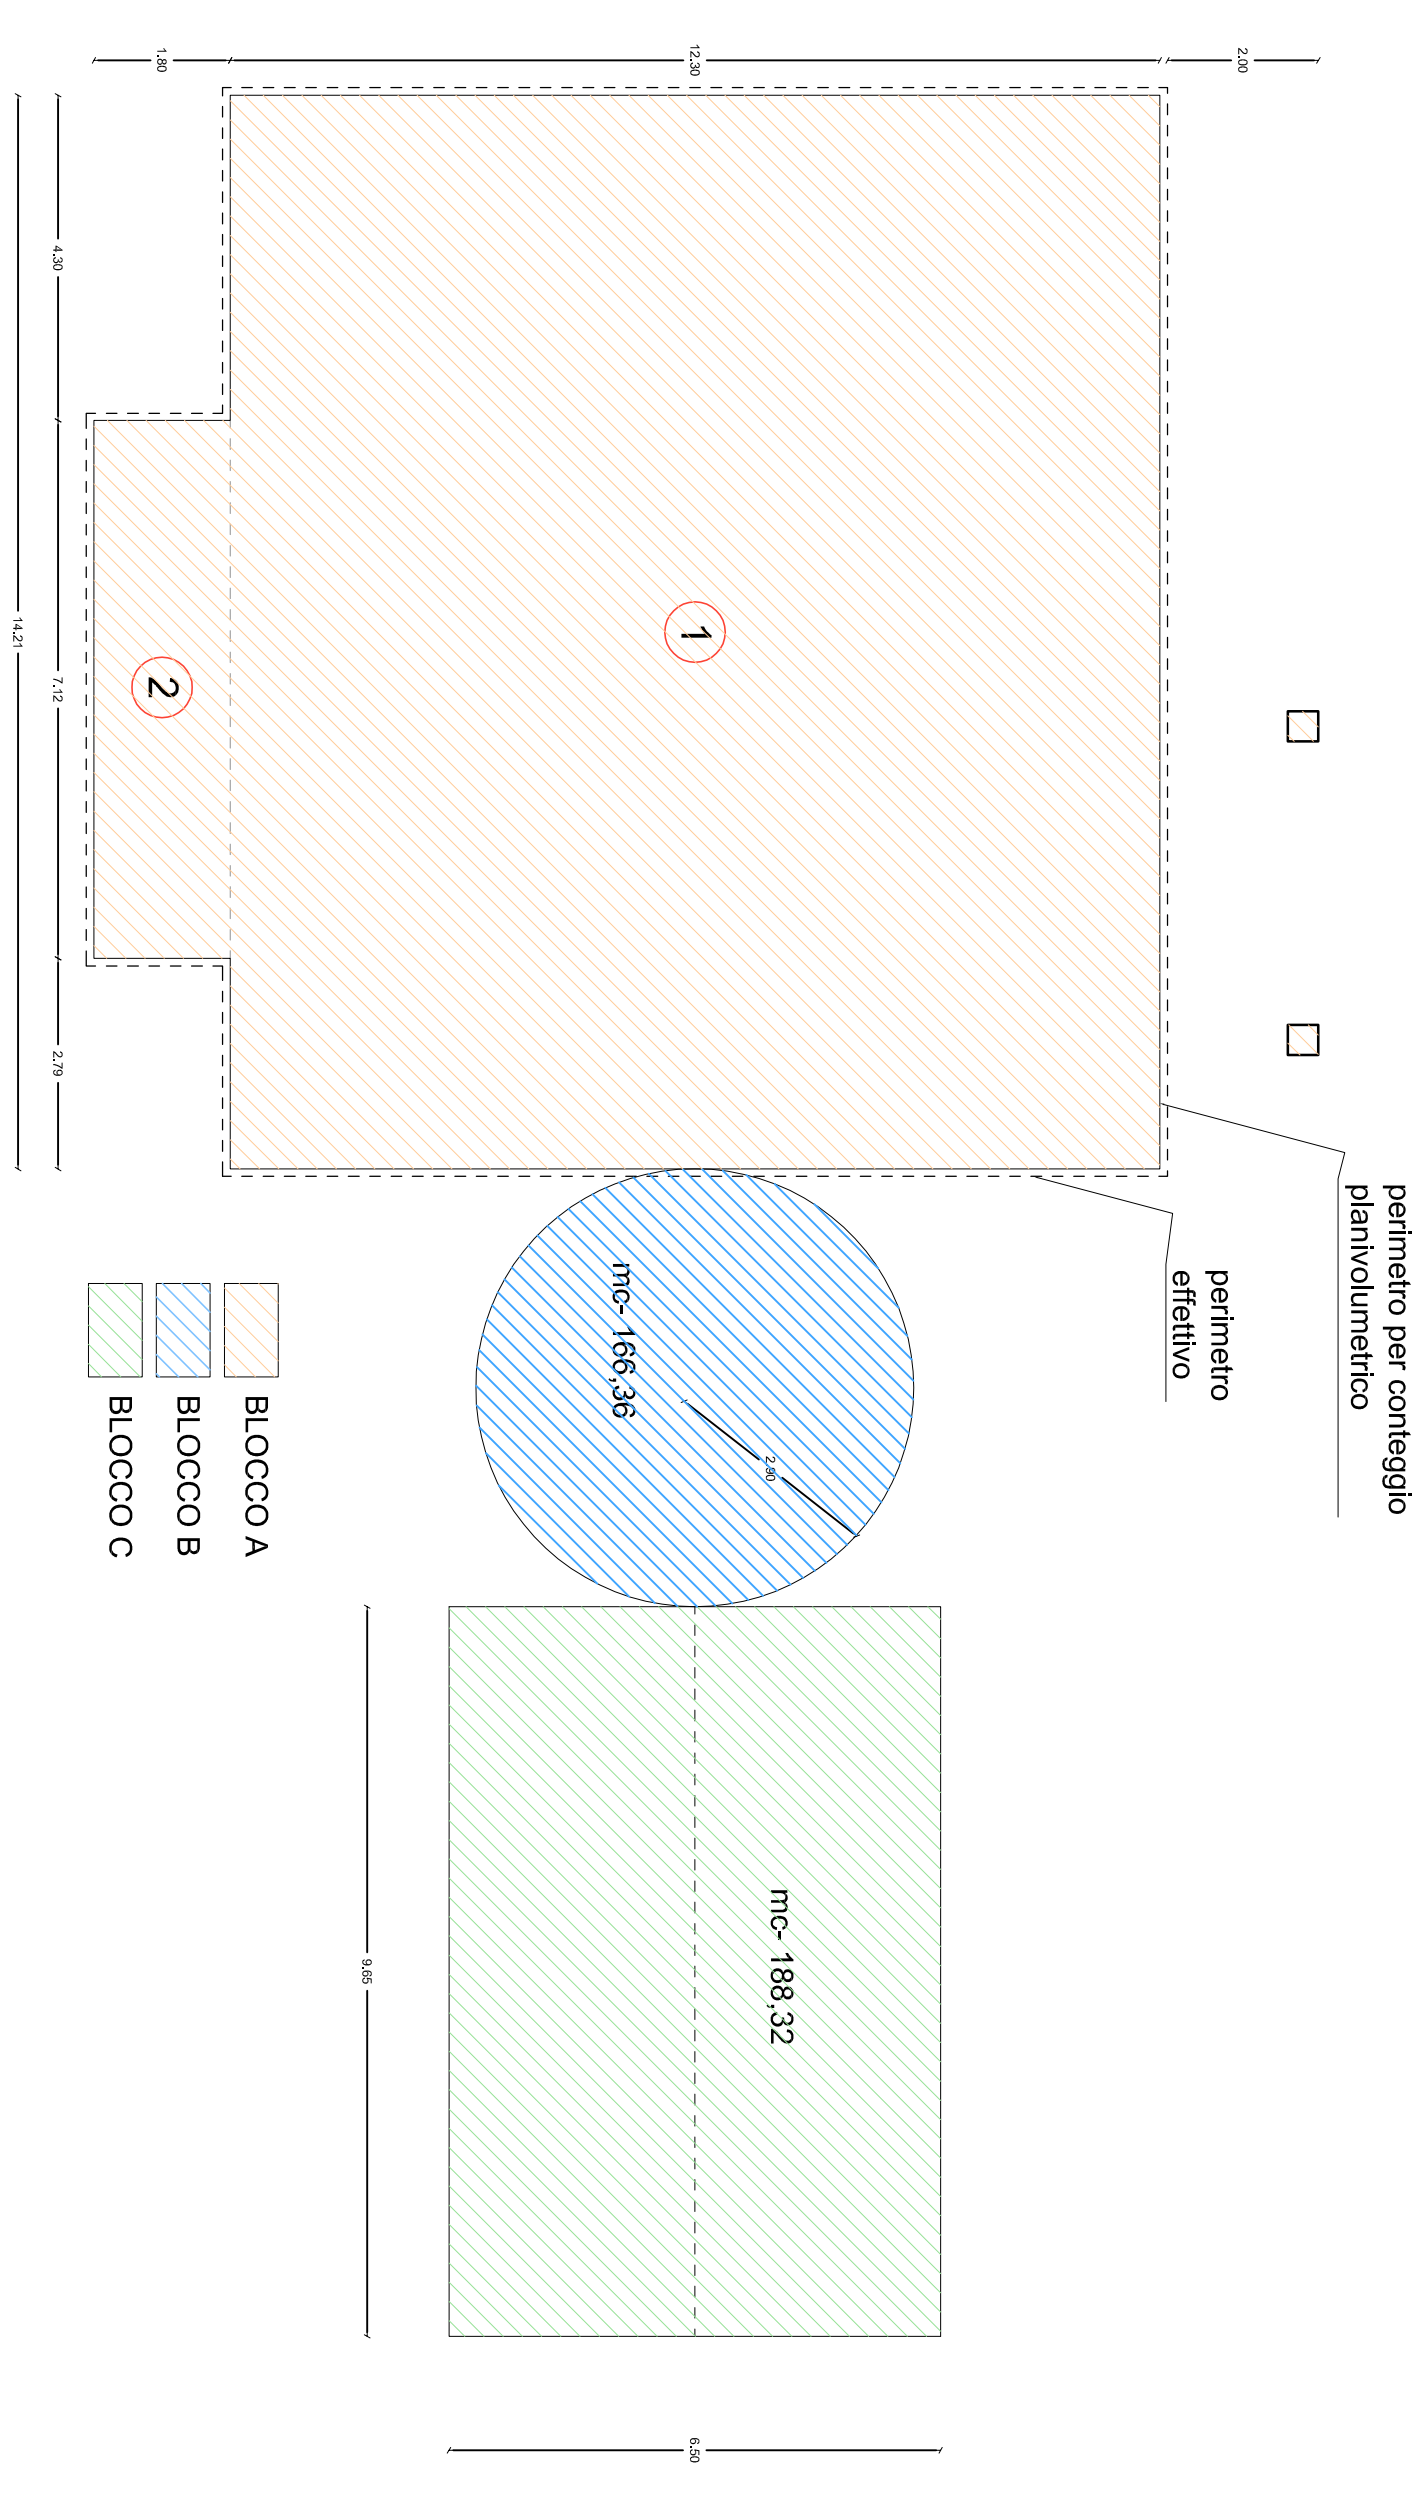 perimetro per conteggio
planivolumetrico
perimetro
effettivo
2.00
12.30
1.80
1
2
4.30
7.12
2.79
14.21
mc- 166,36
2.90
mc- 188,32
9.65
6.50
BLOCCO A
BLOCCO B
BLOCCO C